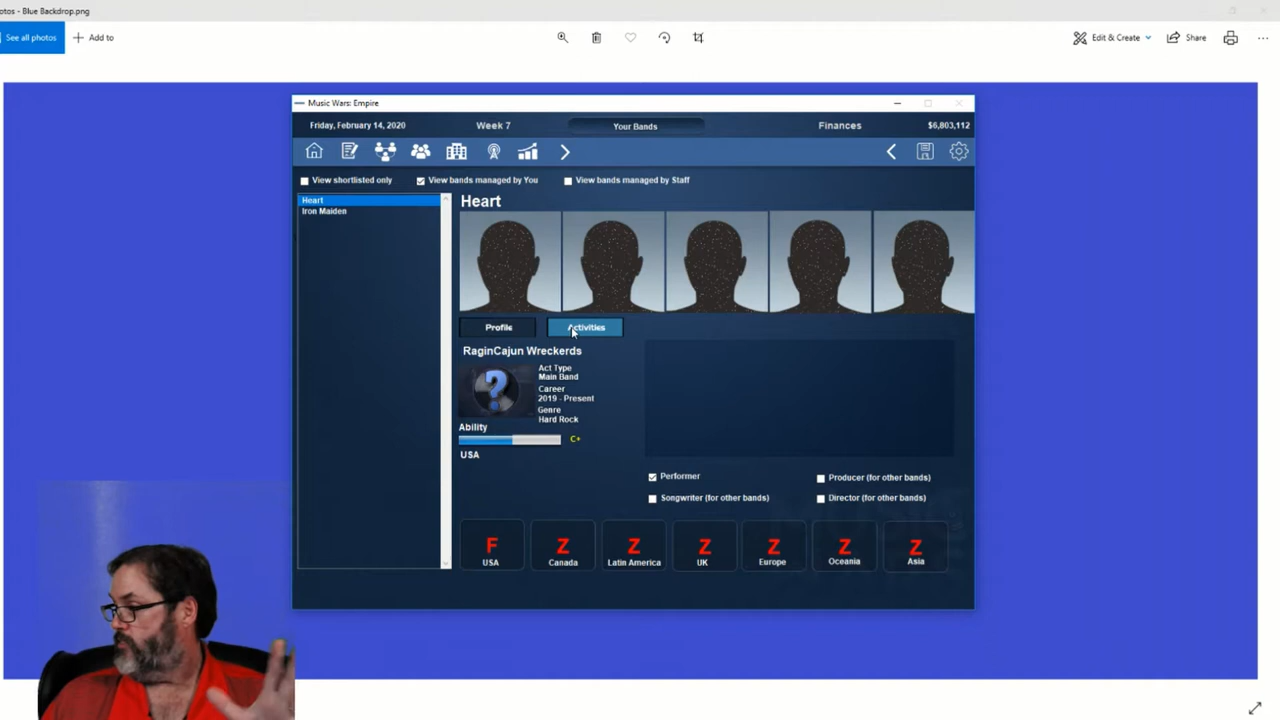 otos - Blue Backdrop.png
See all photos
Add to
Edit & Create
Share
Music Wars: Empire
Friday, February 14, 2020
Week 7
Your Bands
Finances
$6,803,112
View shortlisted only
View bands managed by You
View bands managed by Staff
Heart
Iron Maiden
Heart
Profile
Activities
RaginCajun Wreckerds
Act Type
Main Band
Career
2019 - Present
Genre
Hard Rock
Ability
C+
USA
Performer
Producer (for other bands)
Songwriter (for other bands)
Director (for other bands)
F
USA
Z
Canada
Z
Latin America
Z
UK
Z
Europe
Z
Oceania
Z
Asia